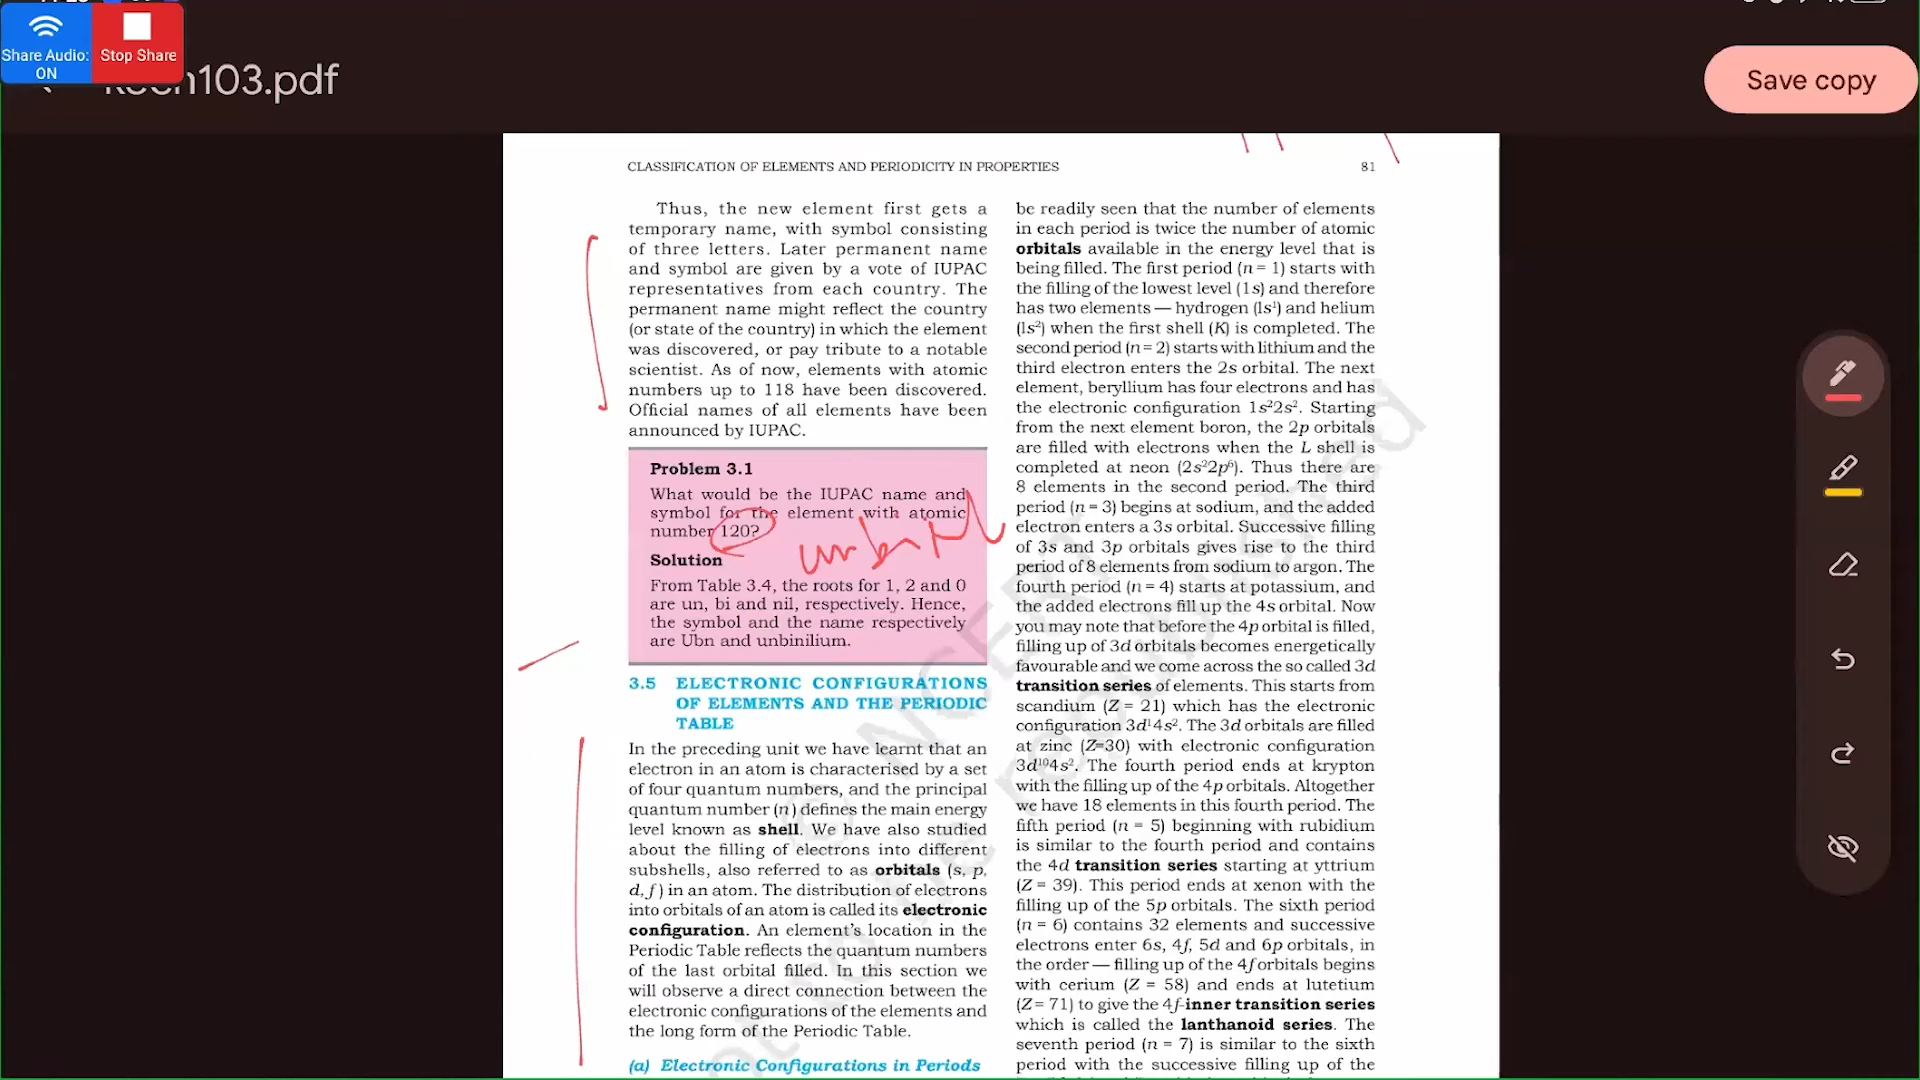 Share Audio:
ON
Stop Share
103.pdf
Save copy
CLASSIFICATION OF ELEMENTS AND PERIODICITY IN PROPERTIES
81
Thus, the new element first gets a
temporary name, with symbol consisting
of three letters. Later permanent name
and symbol are given by a vote of IUPAC
representatives from each country. The
permanent name might reflect the country
(or state of the country) in which the element
was discovered, or pay tribute to a notable
scientist. As of now, elements with atomic
numbers up to 118 have been discovered.
Official names of all elements have been
announced by IUPAC.
Problem 3.1
What would be the IUPAC name and
symbol for the element with atomic
number 120?
Solution
From Table 3.4, the roots for 1, 2 and 0
are un, bi and nil, respectively. Hence,
the symbol and the name respectively
are Ubn and unbinilium.
3.5 ELECTRONIC CONFIGURATIONS
OF ELEMENTS AND THE PERIODIC
TABLE
In the preceding unit we have learnt that an
electron in an atom is characterised by a set
of four quantum numbers, and the principal
quantum number (n) defines the main energy
level known as shell. We have also studied
about the filling of electrons into different
subshells, also referred to as orbitals (s, p,
d, f) in an atom. The distribution of electrons
into orbitals of an atom is called its electronic
configuration. An element's location in the
Periodic Table reflects the quantum numbers
of the last orbital filled. In this section we
will observe a direct connection between the
electronic configurations of the elements and
the long form of the Periodic Table.
(a) Electronic Configurations in Periods
be readily seen that the number of elements
in each period is twice the number of atomic
orbitals available in the energy level that is
being filled. The first period (n = 1) starts with
the filling of the lowest level (1s) and therefore
has two elements — hydrogen (ls¹) and helium
(ls²) when the first shell (K) is completed. The
second period (n = 2) starts with lithium and the
third electron enters the 2s orbital. The next
element, beryllium has four electrons and has
the electronic configuration 1s²2s². Starting
from the next element boron, the 2p orbitals
are filled with electrons when the L shell is
completed at neon (2s²2p⁶). Thus there are
8 elements in the second period. The third
period (n = 3) begins at sodium, and the added
electron enters a 3s orbital. Successive filling
of 3s and 3p orbitals gives rise to the third
period of 8 elements from sodium to argon. The
fourth period (n = 4) starts at potassium, and
the added electrons fill up the 4s orbital. Now
you may note that before the 4p orbital is filled,
filling up of 3d orbitals becomes energetically
favourable and we come across the so called 3d
transition series of elements. This starts from
scandium (Z = 21) which has the electronic
configuration 3d¹4s². The 3d orbitals are filled
at zinc (Z=30) with electronic configuration
3d¹⁰4s². The fourth period ends at krypton
with the filling up of the 4p orbitals. Altogether
we have 18 elements in this fourth period. The
fifth period (n = 5) beginning with rubidium
is similar to the fourth period and contains
the 4d transition series starting at yttrium
(Z = 39). This period ends at xenon with the
filling up of the 5p orbitals. The sixth period
(n = 6) contains 32 elements and successive
electrons enter 6s, 4f, 5d and 6p orbitals, in
the order — filling up of the 4f orbitals begins
with cerium (Z = 58) and ends at lutetium
(Z = 71) to give the 4f-inner transition series
which is called the lanthanoid series. The
seventh period (n = 7) is similar to the sixth
period with the successive filling up of the
© NCERT
not to be republished